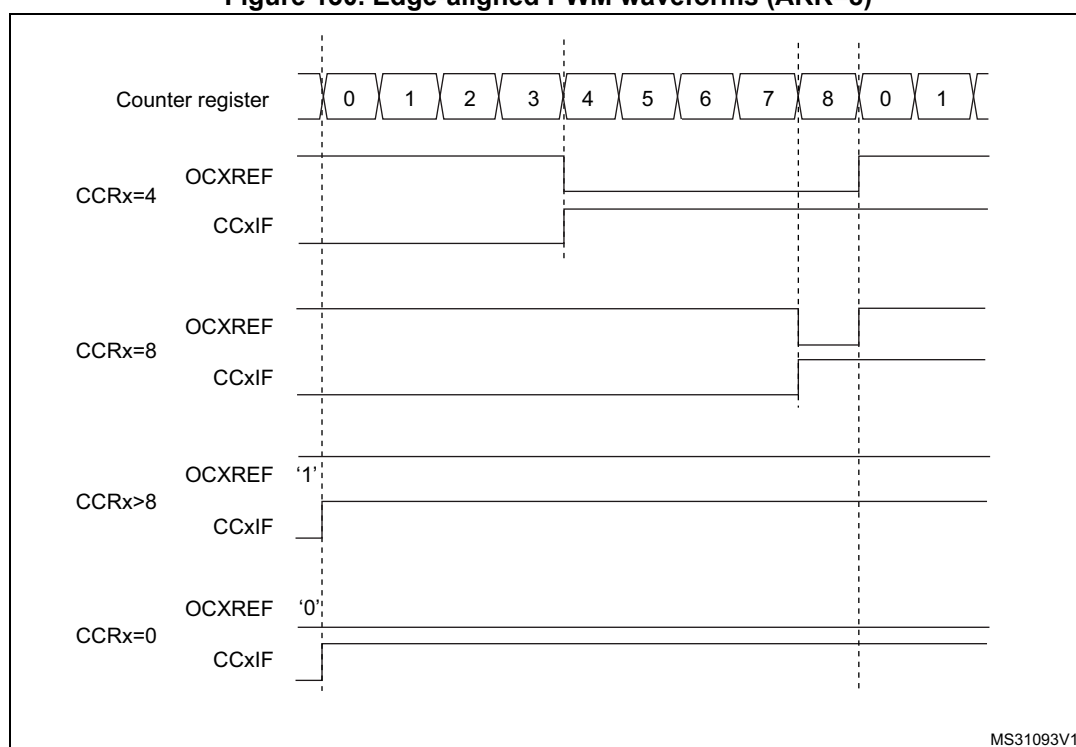 Counter register 0 1 2 3 4 5 6 7 8 0 1
OCXREF
CCRx=4
CCxIF
OCXREF
CCRx=8
CCxIF
OCXREF '1'
CCRx>8
CCxIF
OCXREF '0'
CCRx=0
CCxIF
MS31093V1